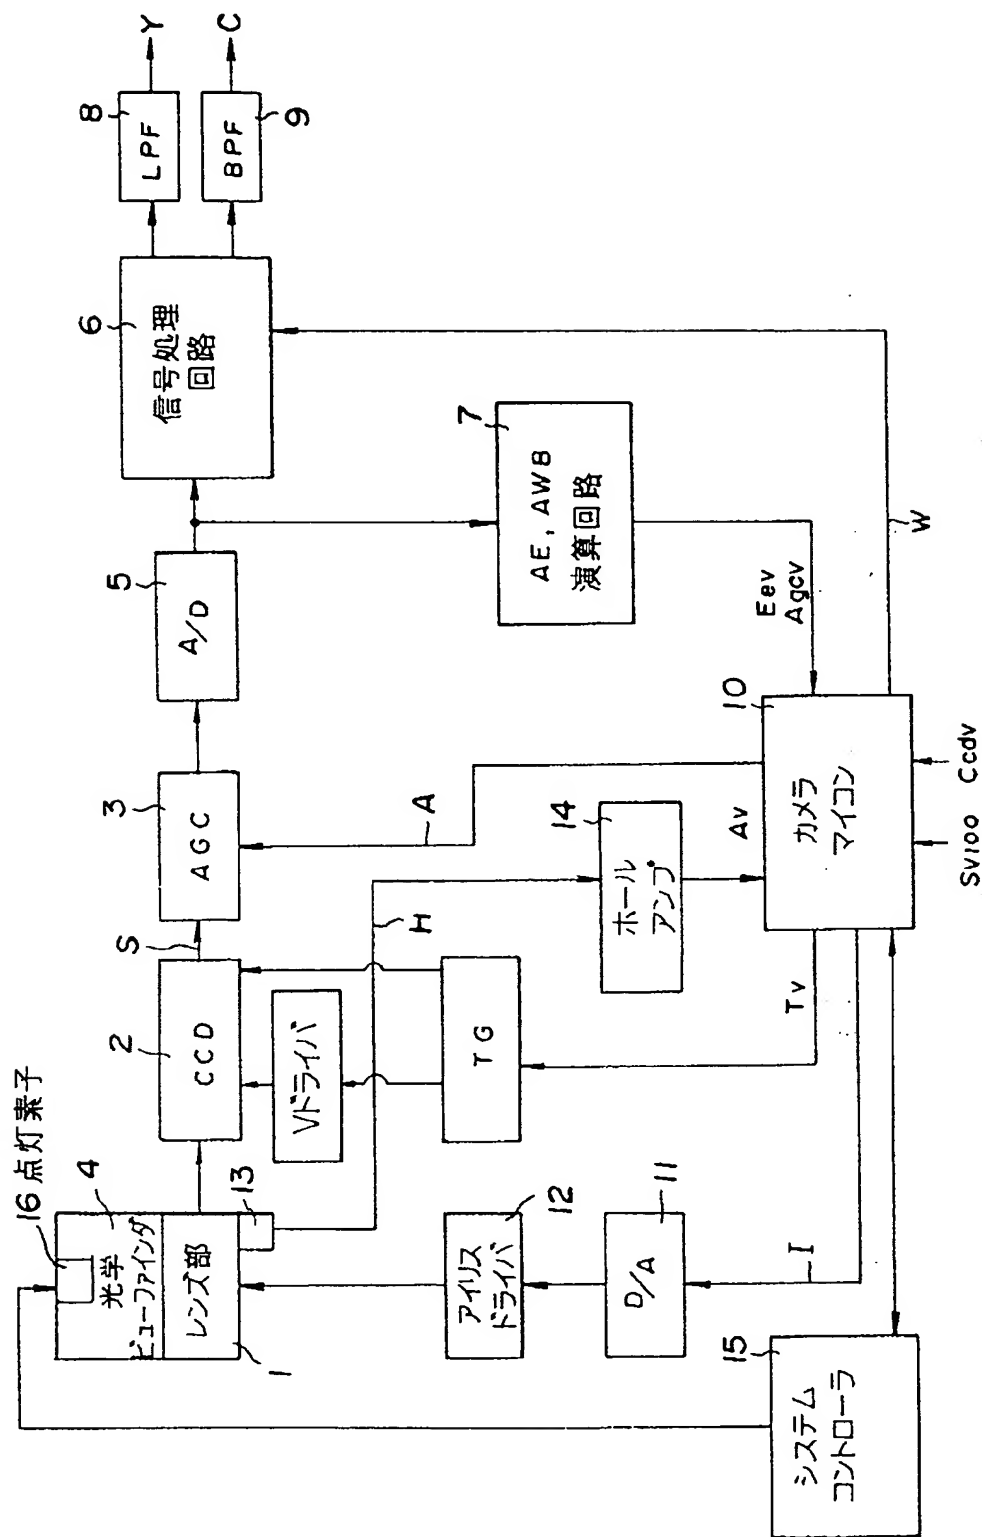 16 点灯素子
4
光学
ビューファインダ
レンズ部
1
13
2
CCD
S
3
AGC
5
A/D
6
信号処理
回路
8
LPF
Y
9
BPF
C
Vドライバ
TG
H
A
7
AE, AWB
演算回路
12
アイリス
ドライバ
11
D/A
14
ホール
アンプ
Av
Eev
Agcv
10
カメラ
マイコン
Tv
I
W
15
システム
コントローラ
SV100 Ccdv